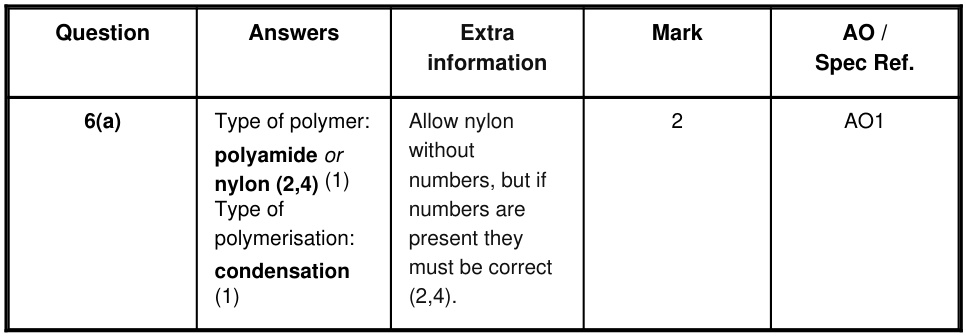 Question Answers Extra information Mark AO / Spec Ref.
6(a)
Type of polymer:
polyamide or
nylon (2,4) (1)
Type of
polymerisation:
condensation
(1)
Allow nylon
without
numbers, but if
numbers are
present they
must be correct
(2,4).
2
AO1